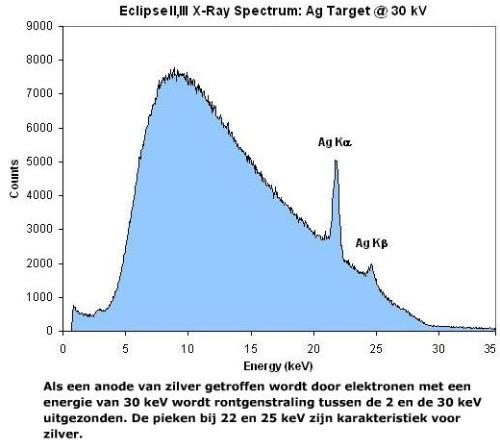 EclipseII,III X-Ray Spectrum: Ag Target @ 30 kV
9000
8000
7000
6000
5000
4000
3000
2000
1000
0
Counts
Ag Kα
Ag Kβ
0 5 10 15 20 25 30 35
Energy (keV)
Als een anode van zilver getroffen wordt door elektronen met een
energie van 30 keV wordt rontgenstraling tussen de 2 en de 30 keV
uitgezonden. De pieken bij 22 en 25 keV zijn karakteristiek voor
zilver.